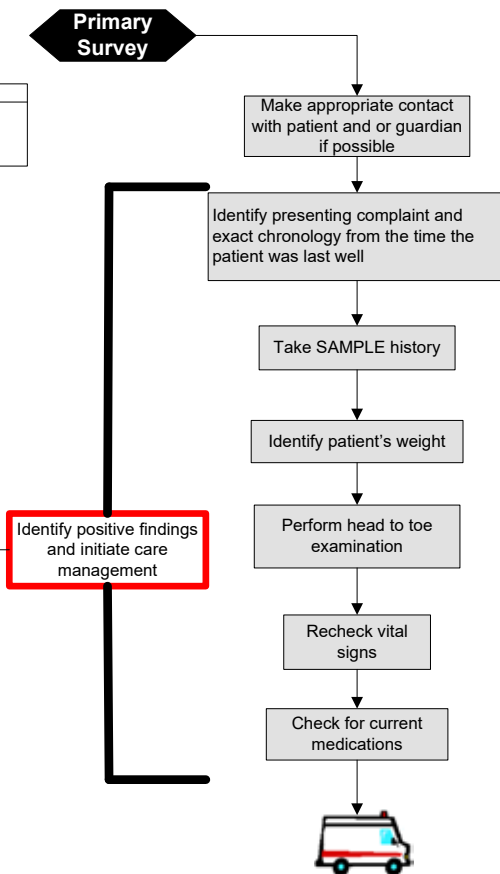 Primary
Survey
Make appropriate contact
with patient and or guardian
if possible
Identify presenting complaint and
exact chronology from the time the
patient was last well
Take SAMPLE history
Identify patient's weight
Identify positive findings
and initiate care
management
Perform head to toe
examination
Recheck vital
signs
Check for current
medications